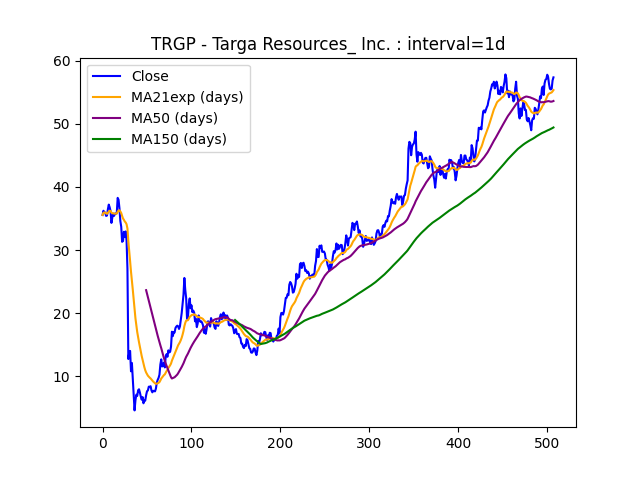 TRGP - Targa Resources_ Inc. : interval=1d
Close
MA21exp (days)
MA50 (days)
MA150 (days)
60
50
40
30
20
10
0
100
200
300
400
500